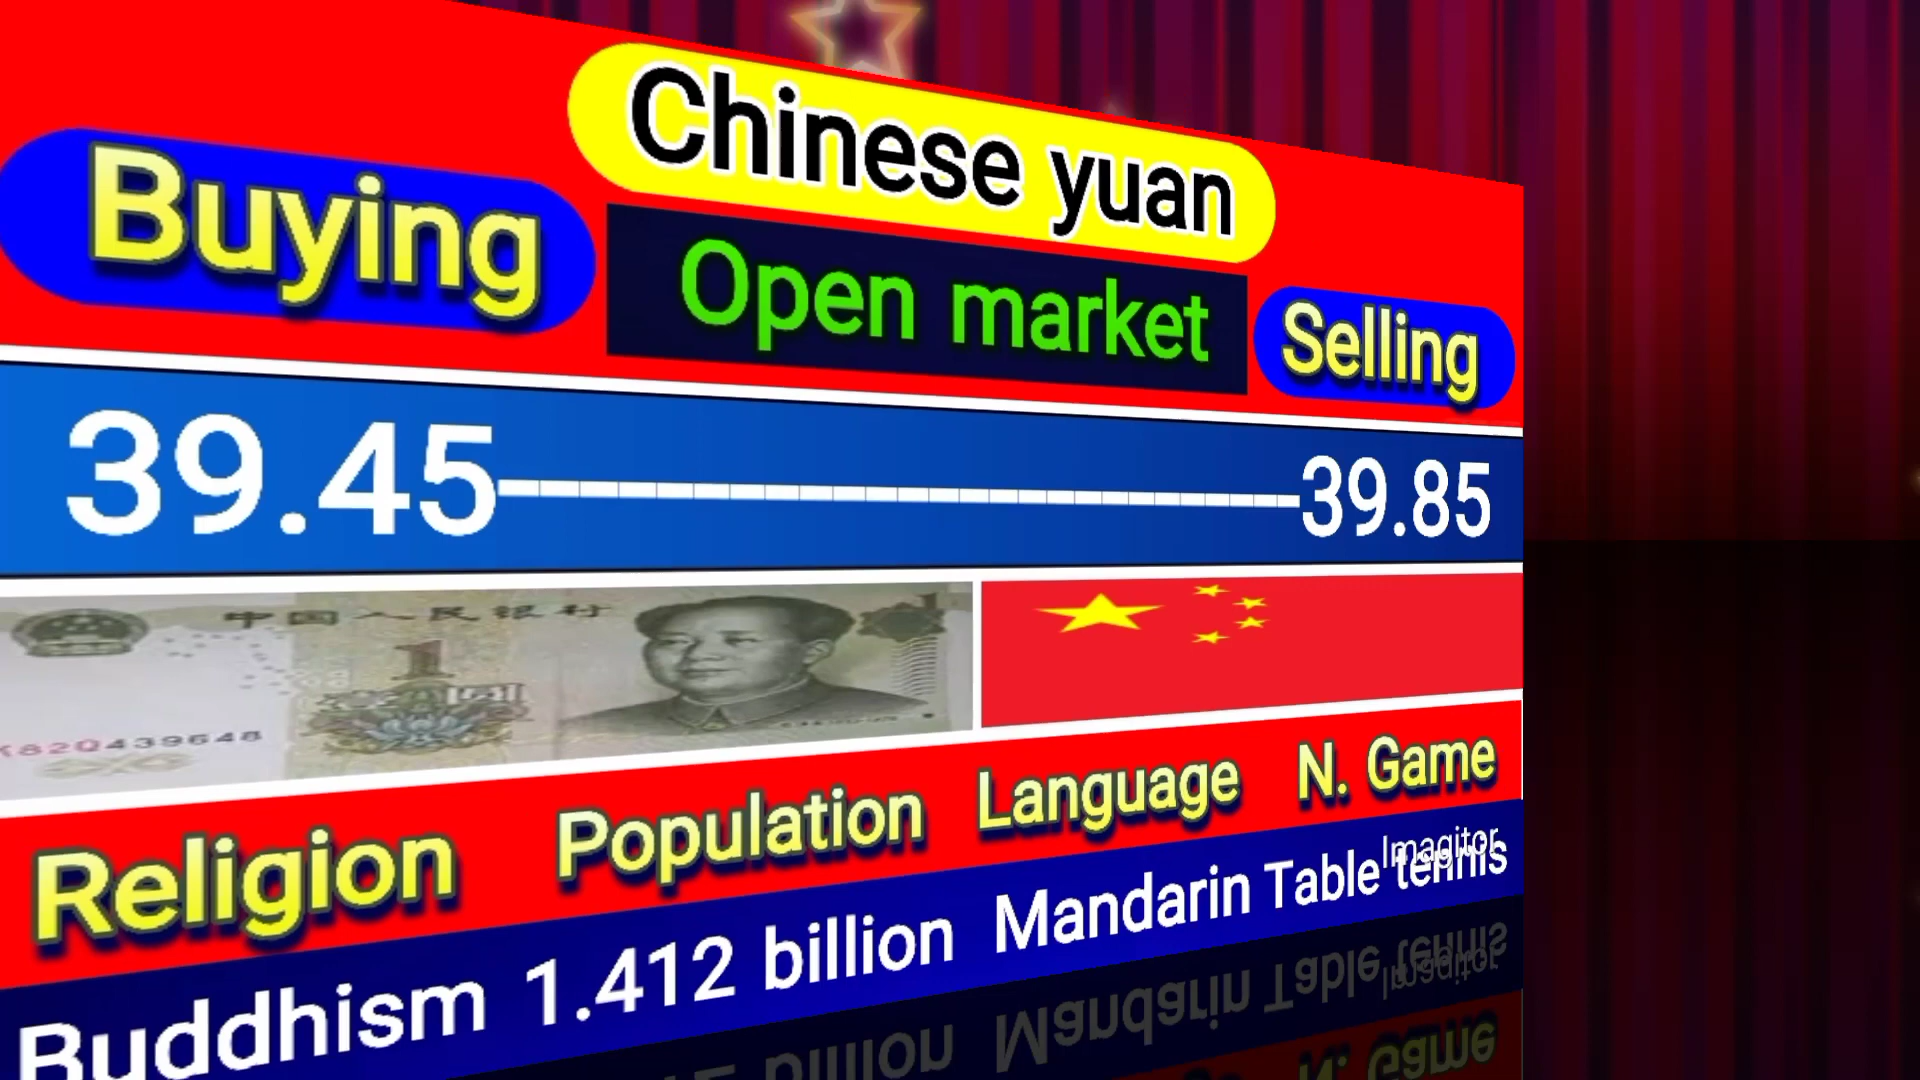 Chinese yuan
Buying
Open market
Selling
39.45
39.85
中国人民银行
1
K82Q439648
Religion Population Language N. Game
Buddhism 1.412 billion Mandarin Table tennis
Imagitor